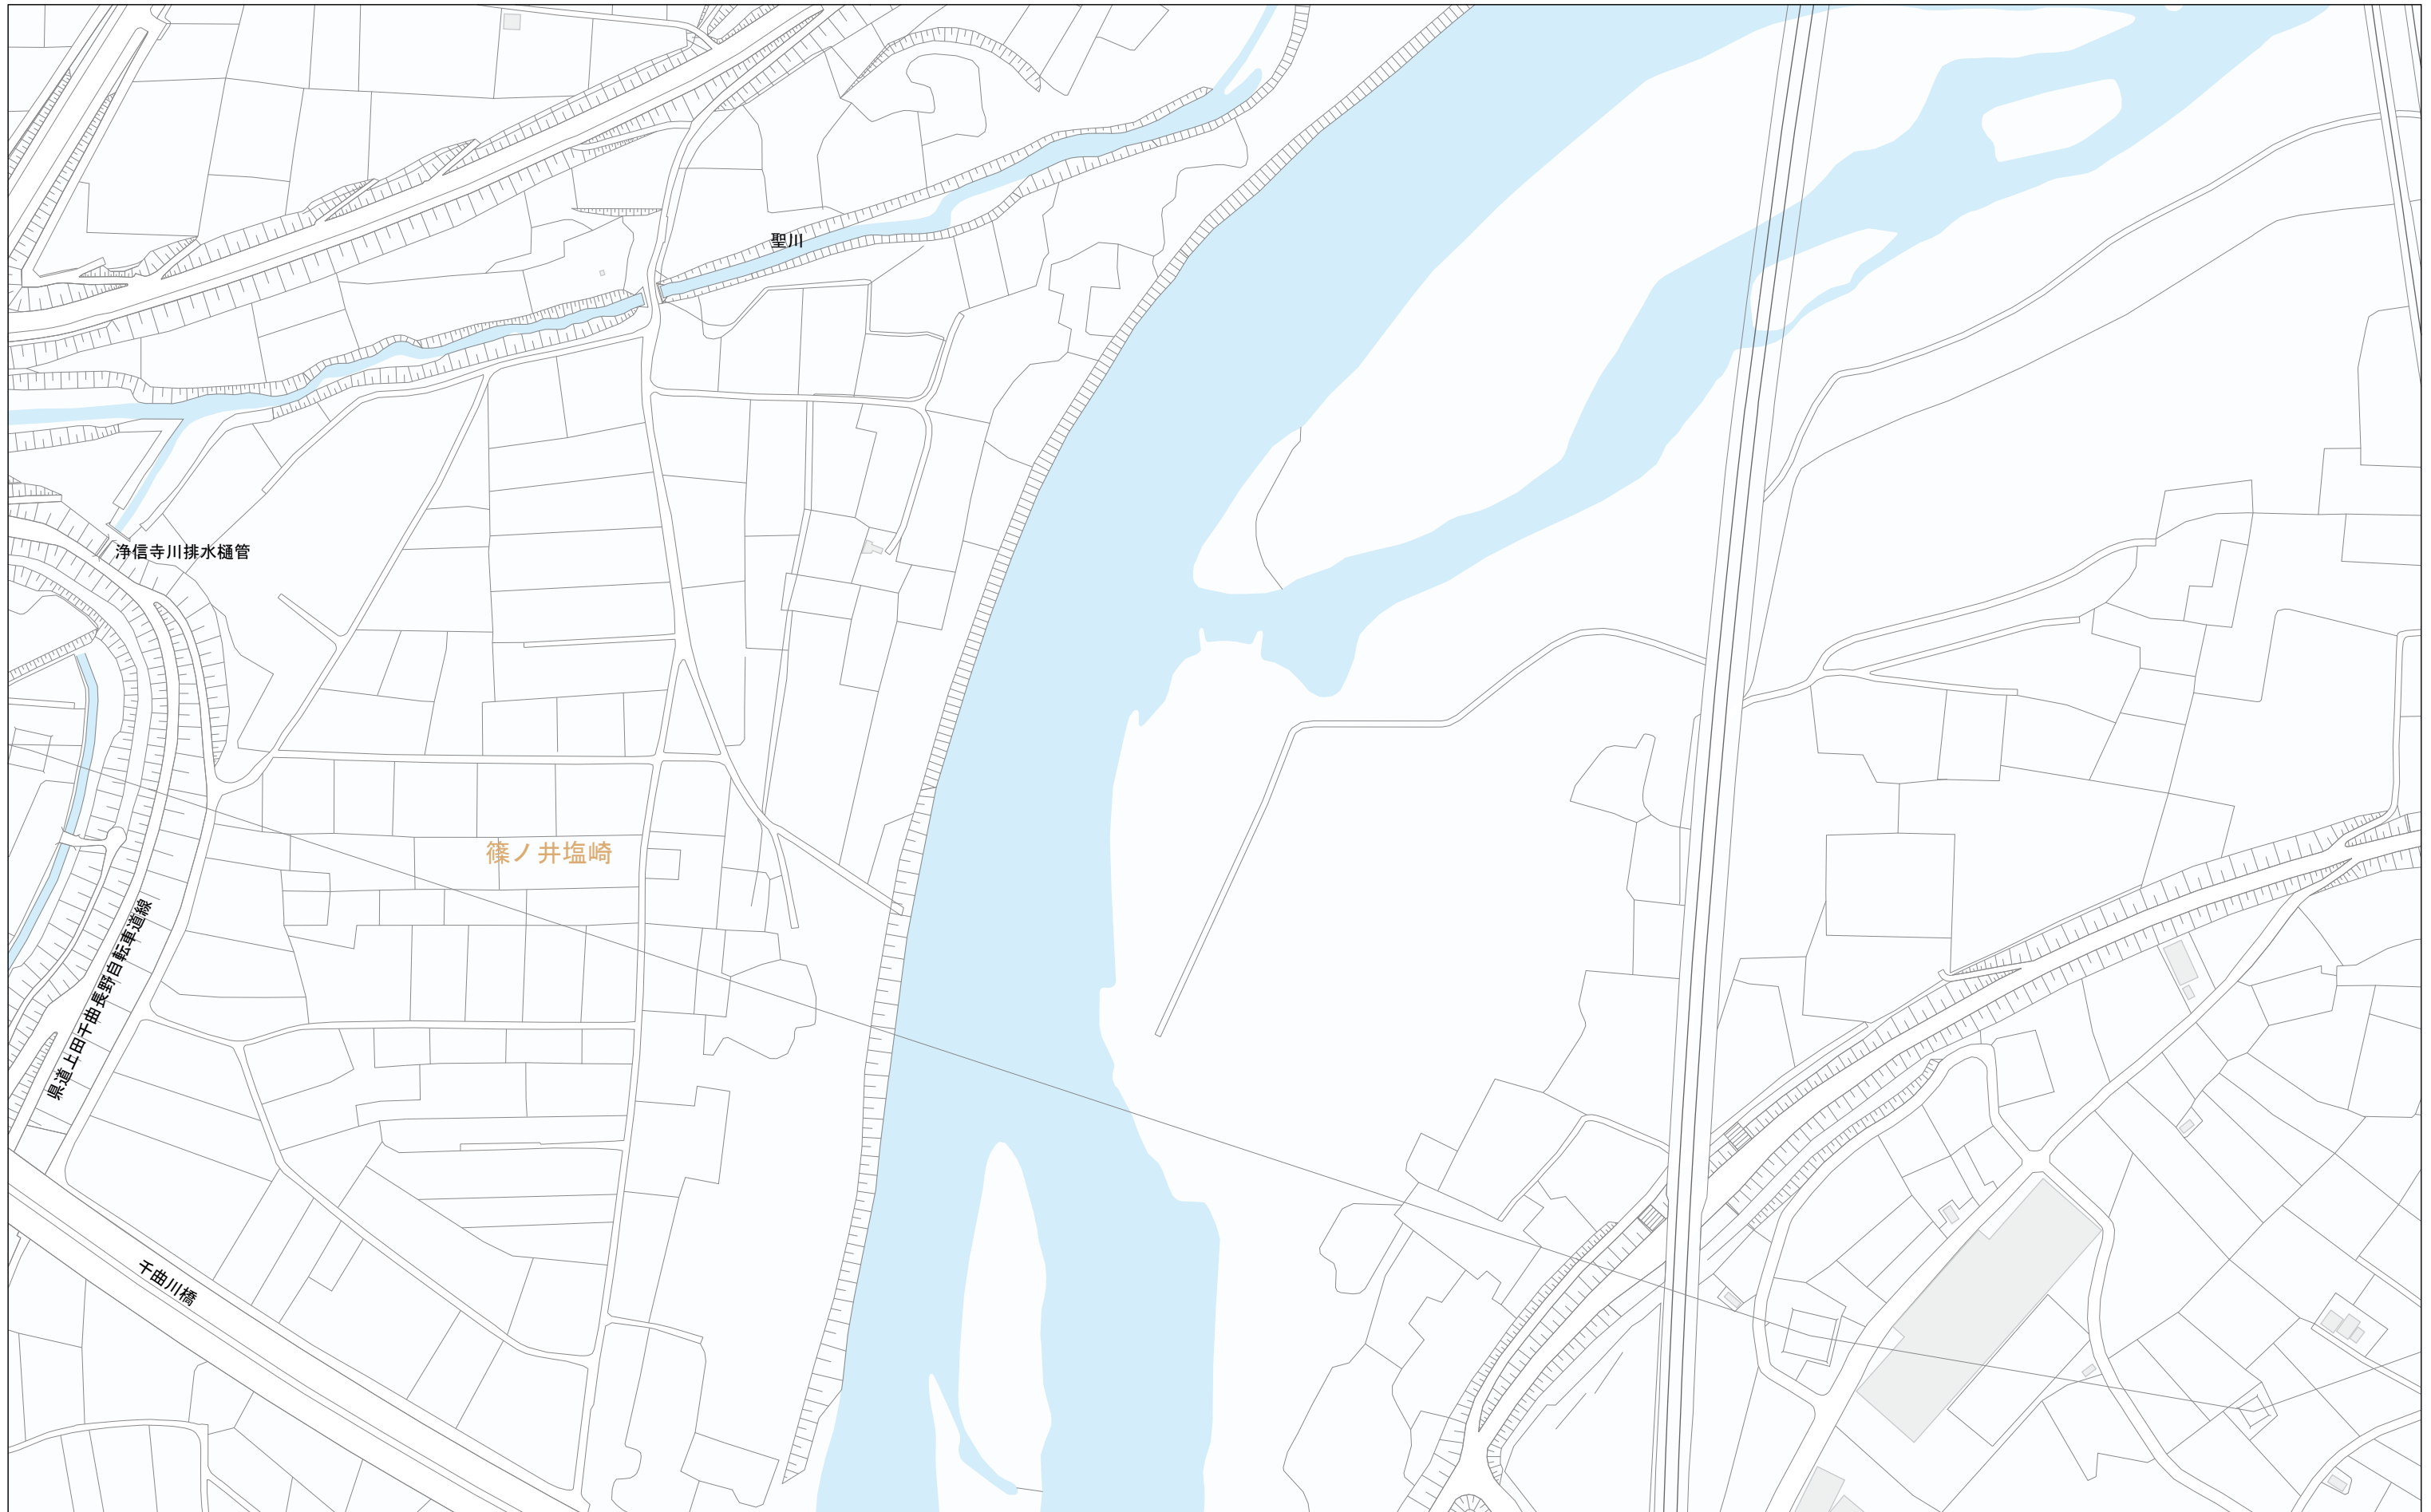 聖川
浄信寺川排水樋管
篠ノ井塩崎
県道上田千曲長野自転車道線
千曲川橋